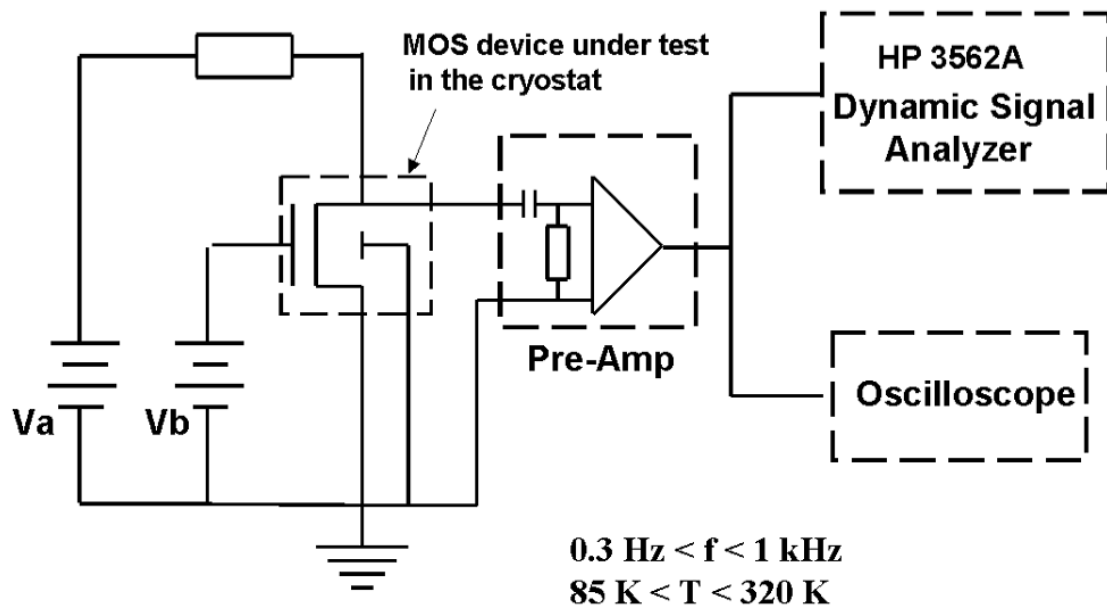 MOS device under test
in the cryostat
HP 3562A
Dynamic Signal
Analyzer
Pre-Amp
Oscilloscope
Va
Vb
0.3 Hz < f < 1 kHz
85 K < T < 320 K